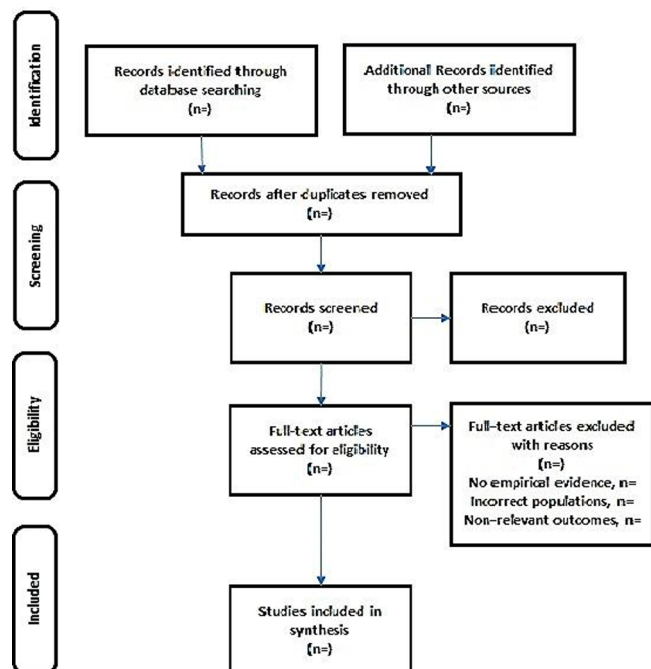 Identification
Records identified through
database searching
(n=)
Additional Records identified
through other sources
(n=)
Screening
Records after duplicates removed
(n=)
Records screened
(n=)
Records excluded
(n=)
Eligibility
Full-text articles
assessed for eligibility
(n=)
Full-text articles excluded
with reasons
(n=)
No empirical evidence, n=
Incorrect populations, n=
Non-relevant outcomes, n=
Included
Studies included in
synthesis
(n=)